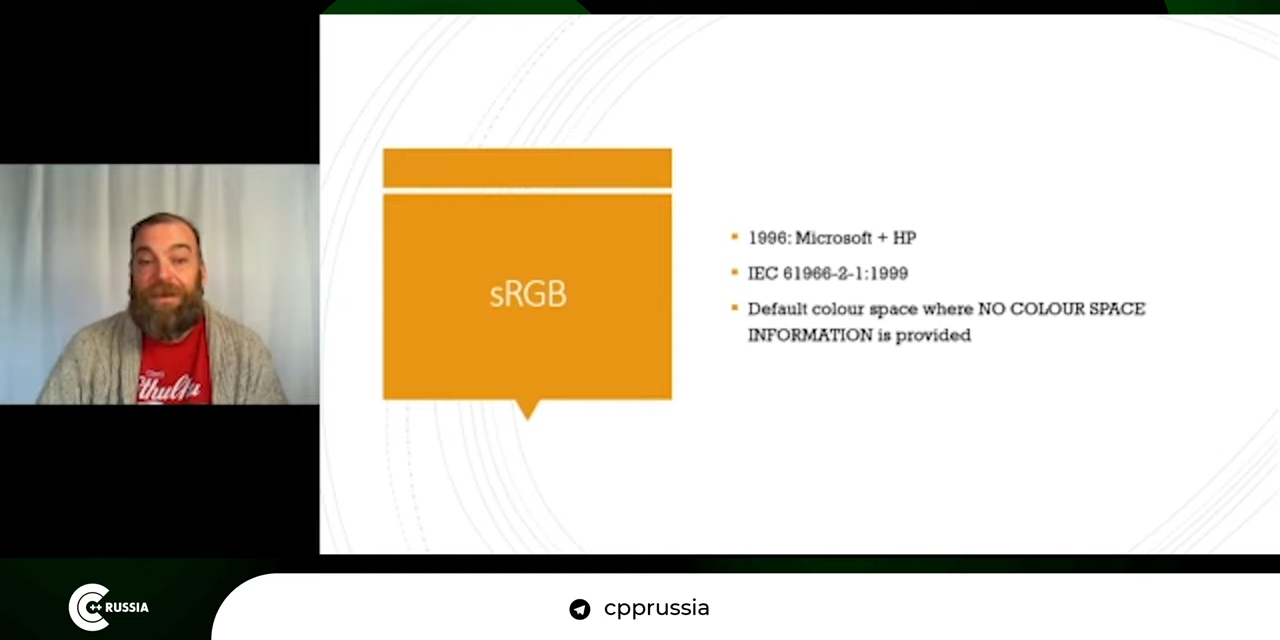 sRGB
1996: Microsoft + HP
IEC 61966-2-1:1999
Default colour space where NO COLOUR SPACE
INFORMATION is provided
C++ RUSSIA
cpprussia